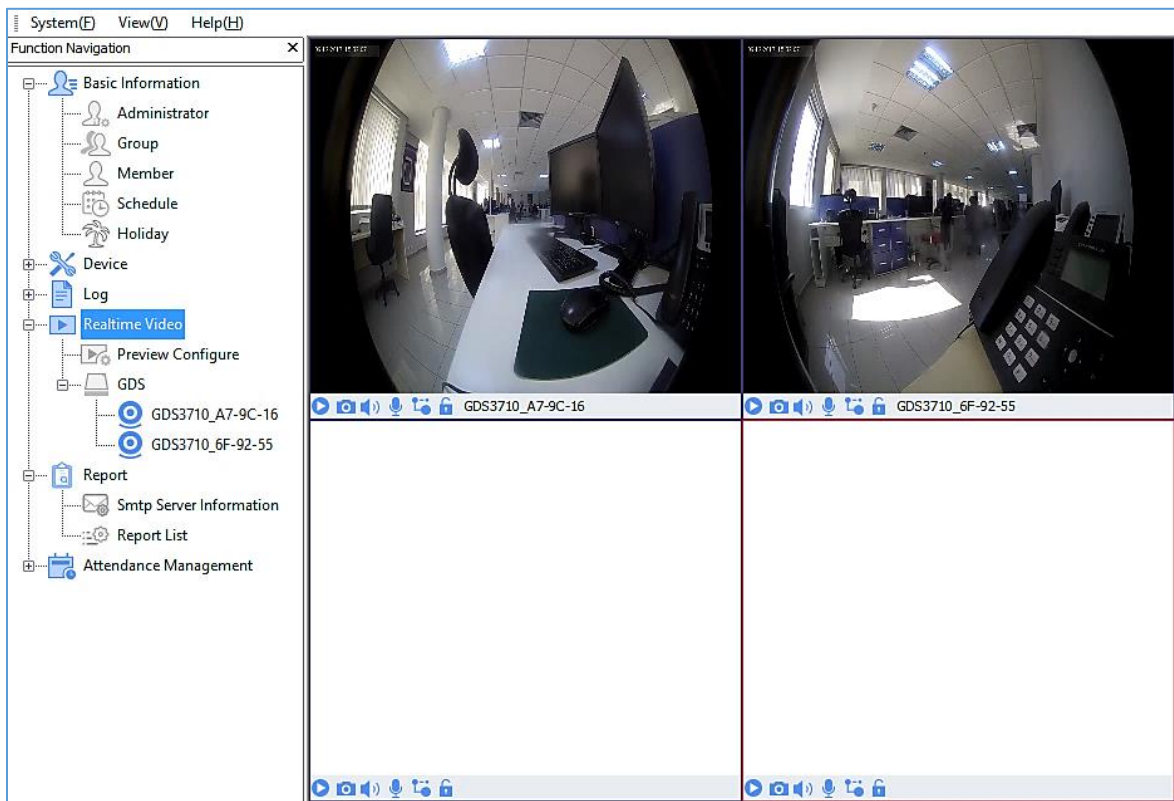 System(F) View(V) Help(H)
Function Navigation
Basic Information
Administrator
Group
Member
Schedule
Holiday
Device
Log
Realtime Video
Preview Configure
GDS
GDS3710_A7-9C-16
GDS3710_6F-92-55
Report
Smtp Server Information
Report List
Attendance Management
GDS3710_A7-9C-16
GDS3710_6F-92-55